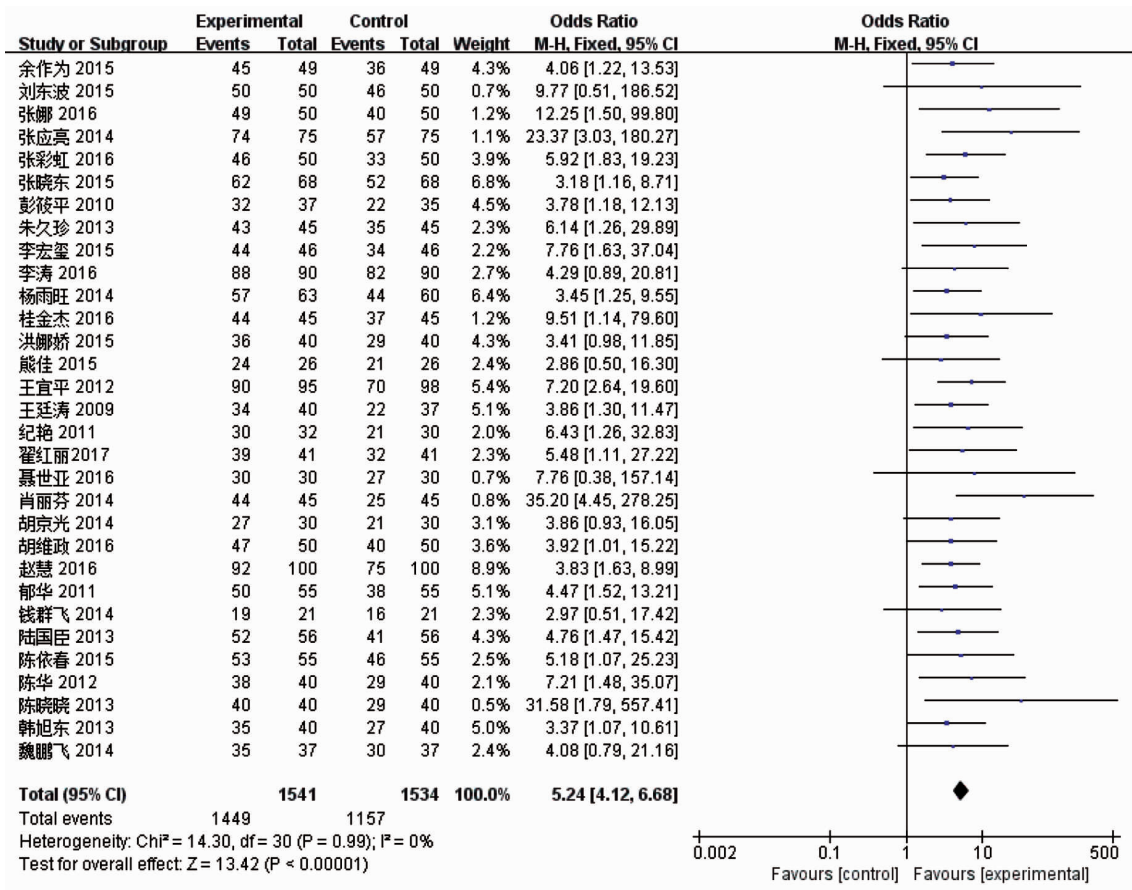 Experimental Control Odds Ratio Odds Ratio
Study or Subgroup Events Total Events Total Weight M-H, Fixed, 95% CI M-H, Fixed, 95% CI
余作为 2015 45 49 36 49 4.3% 4.06 [1.22, 13.53]
刘东波 2015 50 50 46 50 0.7% 9.77 [0.51, 186.52]
张娜 2016 49 50 40 50 1.2% 12.25 [1.50, 99.80]
张应亮 2014 74 75 57 75 1.1% 23.37 [3.03, 180.27]
张彩虹 2016 46 50 33 50 3.9% 5.92 [1.83, 19.23]
张晓东 2015 62 68 52 68 6.8% 3.18 [1.16, 8.71]
彭筱平 2010 32 37 22 35 4.5% 3.78 [1.18, 12.13]
朱久珍 2013 43 45 35 45 2.3% 6.14 [1.26, 29.89]
李宏玺 2015 44 46 34 46 2.2% 7.76 [1.63, 37.04]
李涛 2016 88 90 82 90 2.7% 4.29 [0.89, 20.81]
杨雨旺 2014 57 63 44 60 6.4% 3.45 [1.25, 9.55]
桂金杰 2016 44 45 37 45 1.2% 9.51 [1.14, 79.60]
洪娜娇 2015 36 40 29 40 4.3% 3.41 [0.98, 11.85]
熊佳 2015 24 26 21 26 2.3% 2.86 [0.50, 16.30]
王宜平 2012 90 95 70 98 5.4% 7.20 [2.64, 19.60]
王廷涛 2009 34 40 22 37 5.1% 3.86 [1.30, 11.47]
纪艳 2011 30 32 21 30 2.0% 6.43 [1.26, 32.83]
翟红丽2017 39 41 32 41 2.3% 5.48 [1.11, 27.22]
聂世亚 2016 30 30 27 30 0.7% 7.76 [0.38, 157.14]
肖丽芬 2014 44 45 25 45 0.8% 35.20 [4.45, 278.25]
胡京光 2014 27 30 21 30 3.1% 3.86 [0.93, 16.05]
胡维政 2016 47 50 40 50 3.6% 3.92 [1.01, 15.22]
赵慧 2016 92 100 75 100 8.9% 3.83 [1.63, 8.99]
郁华 2011 50 55 38 55 5.1% 4.47 [1.52, 13.21]
钱群飞 2014 19 21 16 21 2.3% 2.97 [0.51, 17.42]
陆国臣 2013 52 56 41 56 4.3% 4.76 [1.47, 15.42]
陈依春 2015 53 55 46 55 2.5% 5.18 [1.07, 25.23]
陈华 2012 38 40 29 40 2.1% 7.21 [1.48, 35.07]
陈晓晓 2013 40 40 29 40 0.5% 31.58 [1.79, 557.41]
韩旭东 2013 35 40 27 40 4.9% 3.37 [1.07, 10.61]
魏鹏飞 2014 35 37 30 37 2.4% 4.08 [0.79, 21.16]
Total (95% CI) 1541 1534 100.0% 5.24 [4.12, 6.68]
Total events 1449 1157
Heterogeneity: Chi² = 14.30, df = 30 (P = 0.99); I² = 0%
Test for overall effect: Z = 13.42 (P < 0.00001)
0.002 0.1 1 10 500
Favours [control] Favours [experimental]